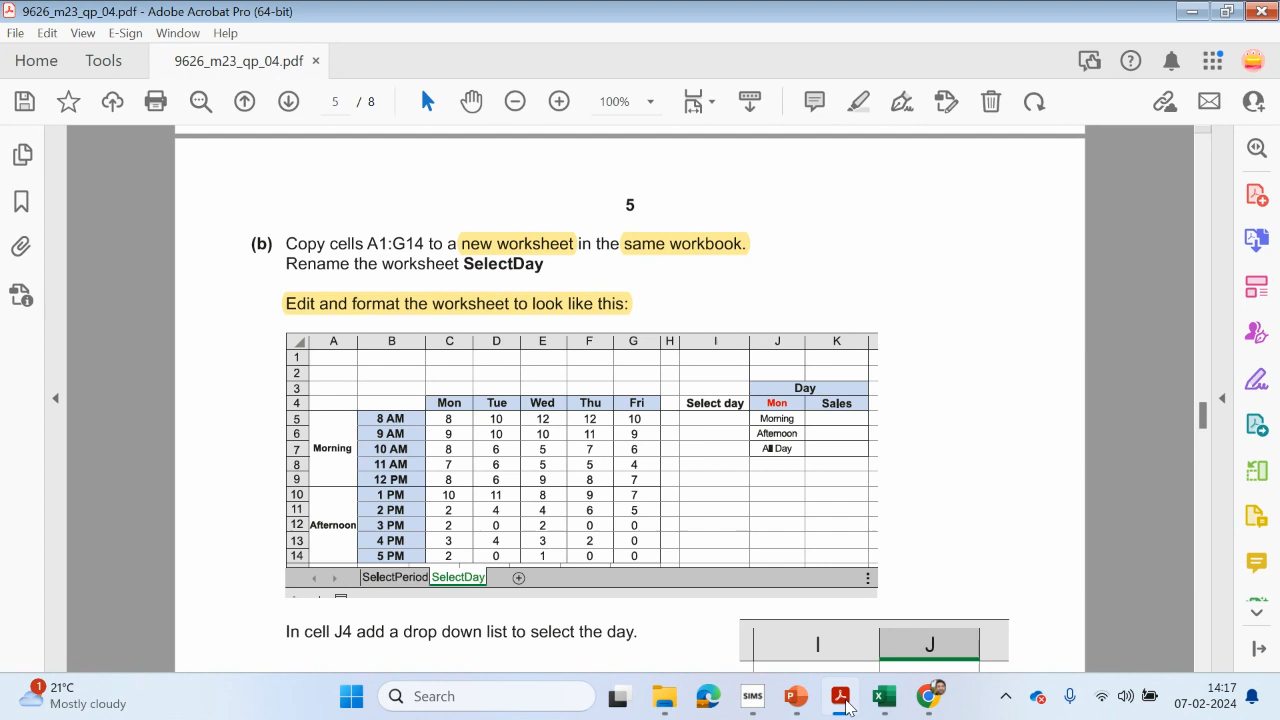 9626_m23_qp_04.pdf - Adobe Acrobat Pro (64-bit)
File Edit View E-Sign Window Help
Home Tools 9626_m23_qp_04.pdf ×
5 / 8 100%
5
(b) Copy cells A1:G14 to a new worksheet in the same workbook.
Rename the worksheet SelectDay
Edit and format the worksheet to look like this:
A B C D E F G H I J K
1
2
3 Day
4 Mon Tue Wed Thu Fri Select day Mon Sales
5 8 AM 8 10 12 12 10 Morning
6 9 AM 9 10 10 11 9 Afternoon
7 Morning 10 AM 8 6 5 7 6 All Day
8 11 AM 7 6 5 5 4
9 12 PM 8 6 9 8 7
10 1 PM 10 11 8 9 7
11 2 PM 2 4 4 6 5
12 Afternoon 3 PM 2 0 2 0 0
13 4 PM 3 4 3 2 0
14 5 PM 2 0 1 0 0
SelectPeriod SelectDay
In cell J4 add a drop down list to select the day.
I J
1 21°C
Mostly cloudy
Search
SIMS
14:17
07-02-2024